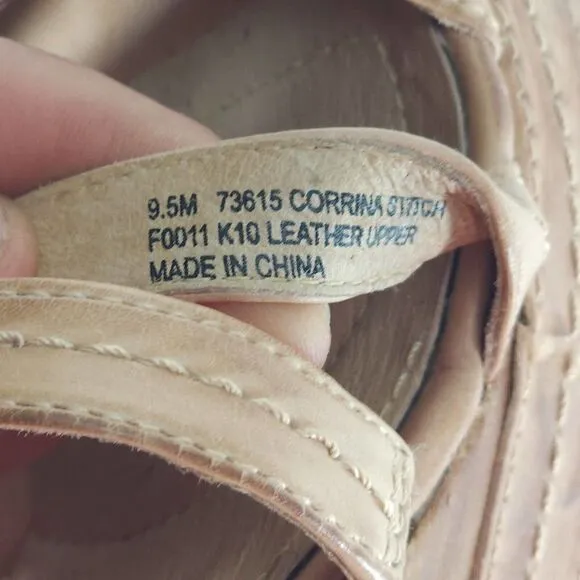 9.5M 73615 CORRINA STITCH
F0011 K10 LEATHER UPPER
MADE IN CHINA